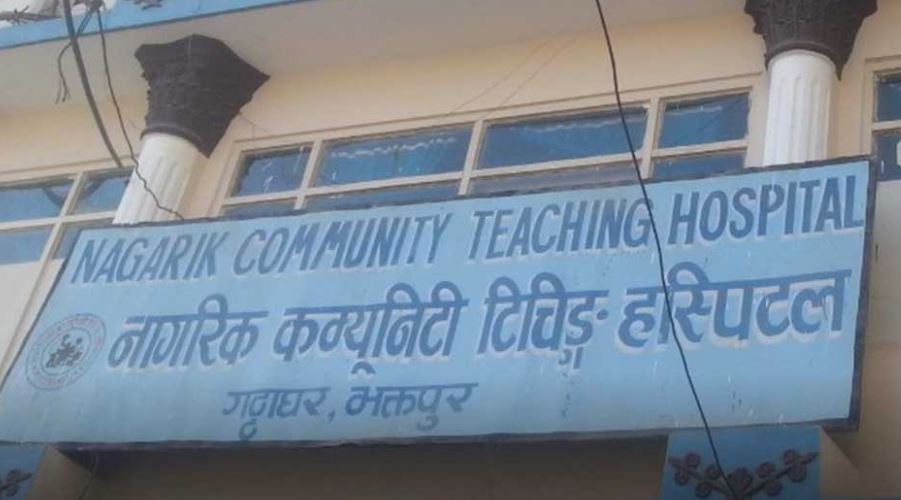 NAGARIK COMMUNITY TEACHING HOSPITAL
नागरिक कम्यूनिटी टिचिङ्ग हस्पिटल
गठ्ठाघर, भक्तपुर